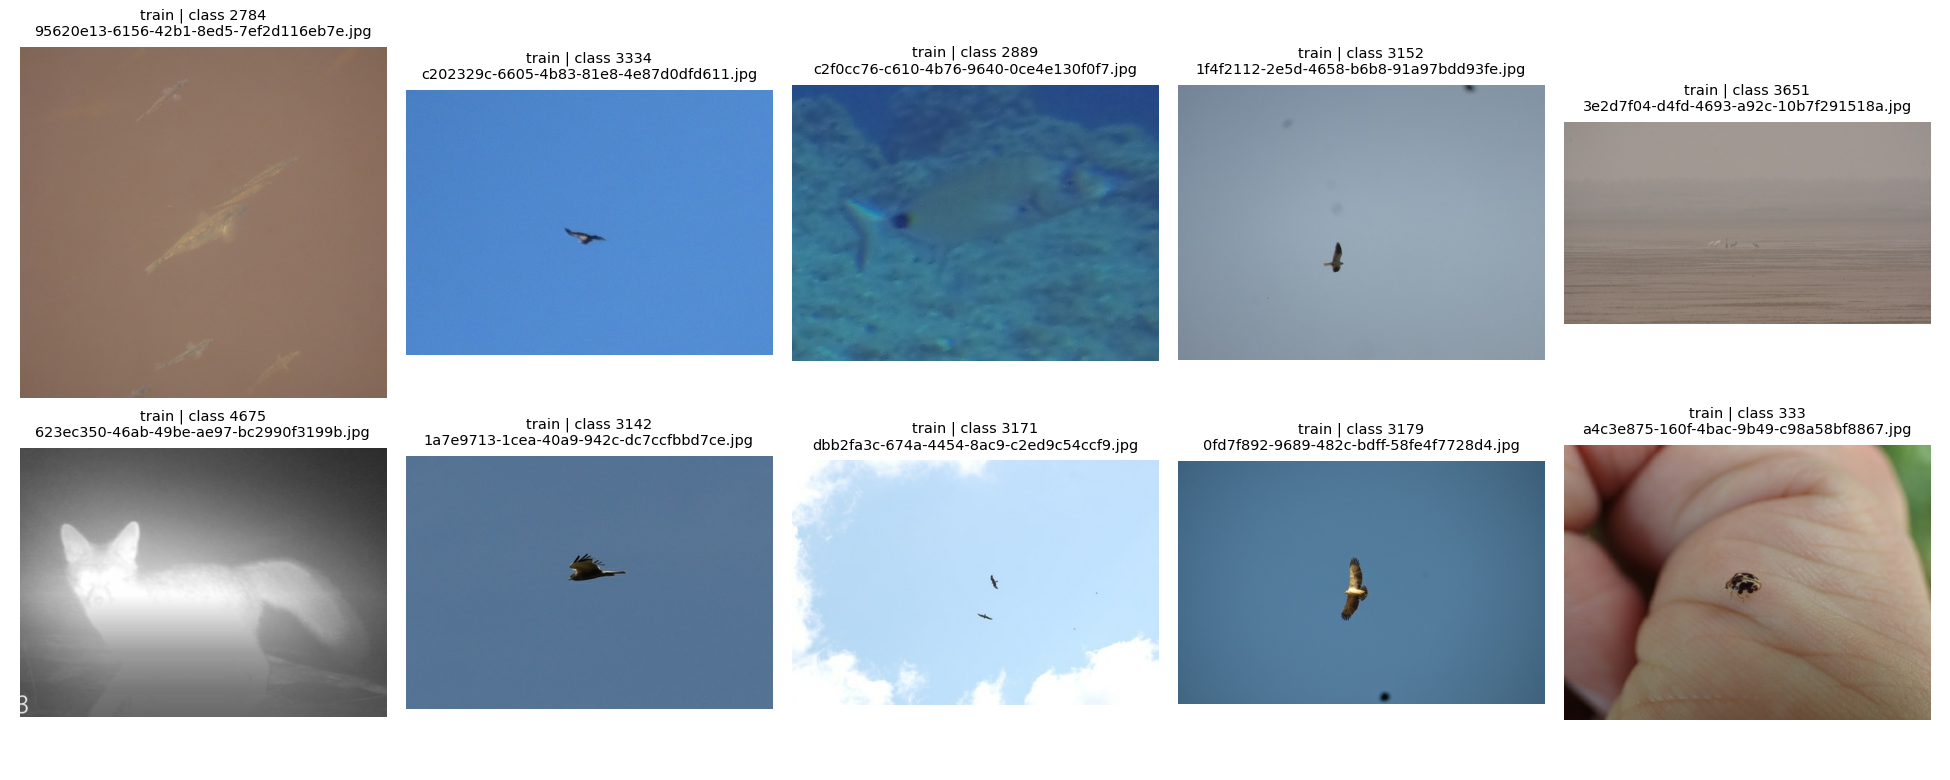 train | class 2784
95620e13-6156-42b1-8ed5-7ef2d116eb7e.jpg
train | class 3334
c202329c-6605-4b83-81e8-4e87d0dfd611.jpg
train | class 2889
c2f0cc76-c610-4b76-9640-0ce4e130f0f7.jpg
train | class 3152
1f4f2112-2e5d-4658-b6b8-91a97bdd93fe.jpg
train | class 3651
3e2d7f04-d4fd-4693-a92c-10b7f291518a.jpg
train | class 4675
623ec350-46ab-49be-ae97-bc2990f3199b.jpg
train | class 3142
1a7e9713-1cea-40a9-942c-dc7ccfbbd7ce.jpg
train | class 3171
dbb2fa3c-674a-4454-8ac9-c2ed9c54ccf9.jpg
train | class 3179
0fd7f892-9689-482c-bdff-58fe4f7728d4.jpg
train | class 333
a4c3e875-160f-4bac-9b49-c98a58bf8867.jpg
8